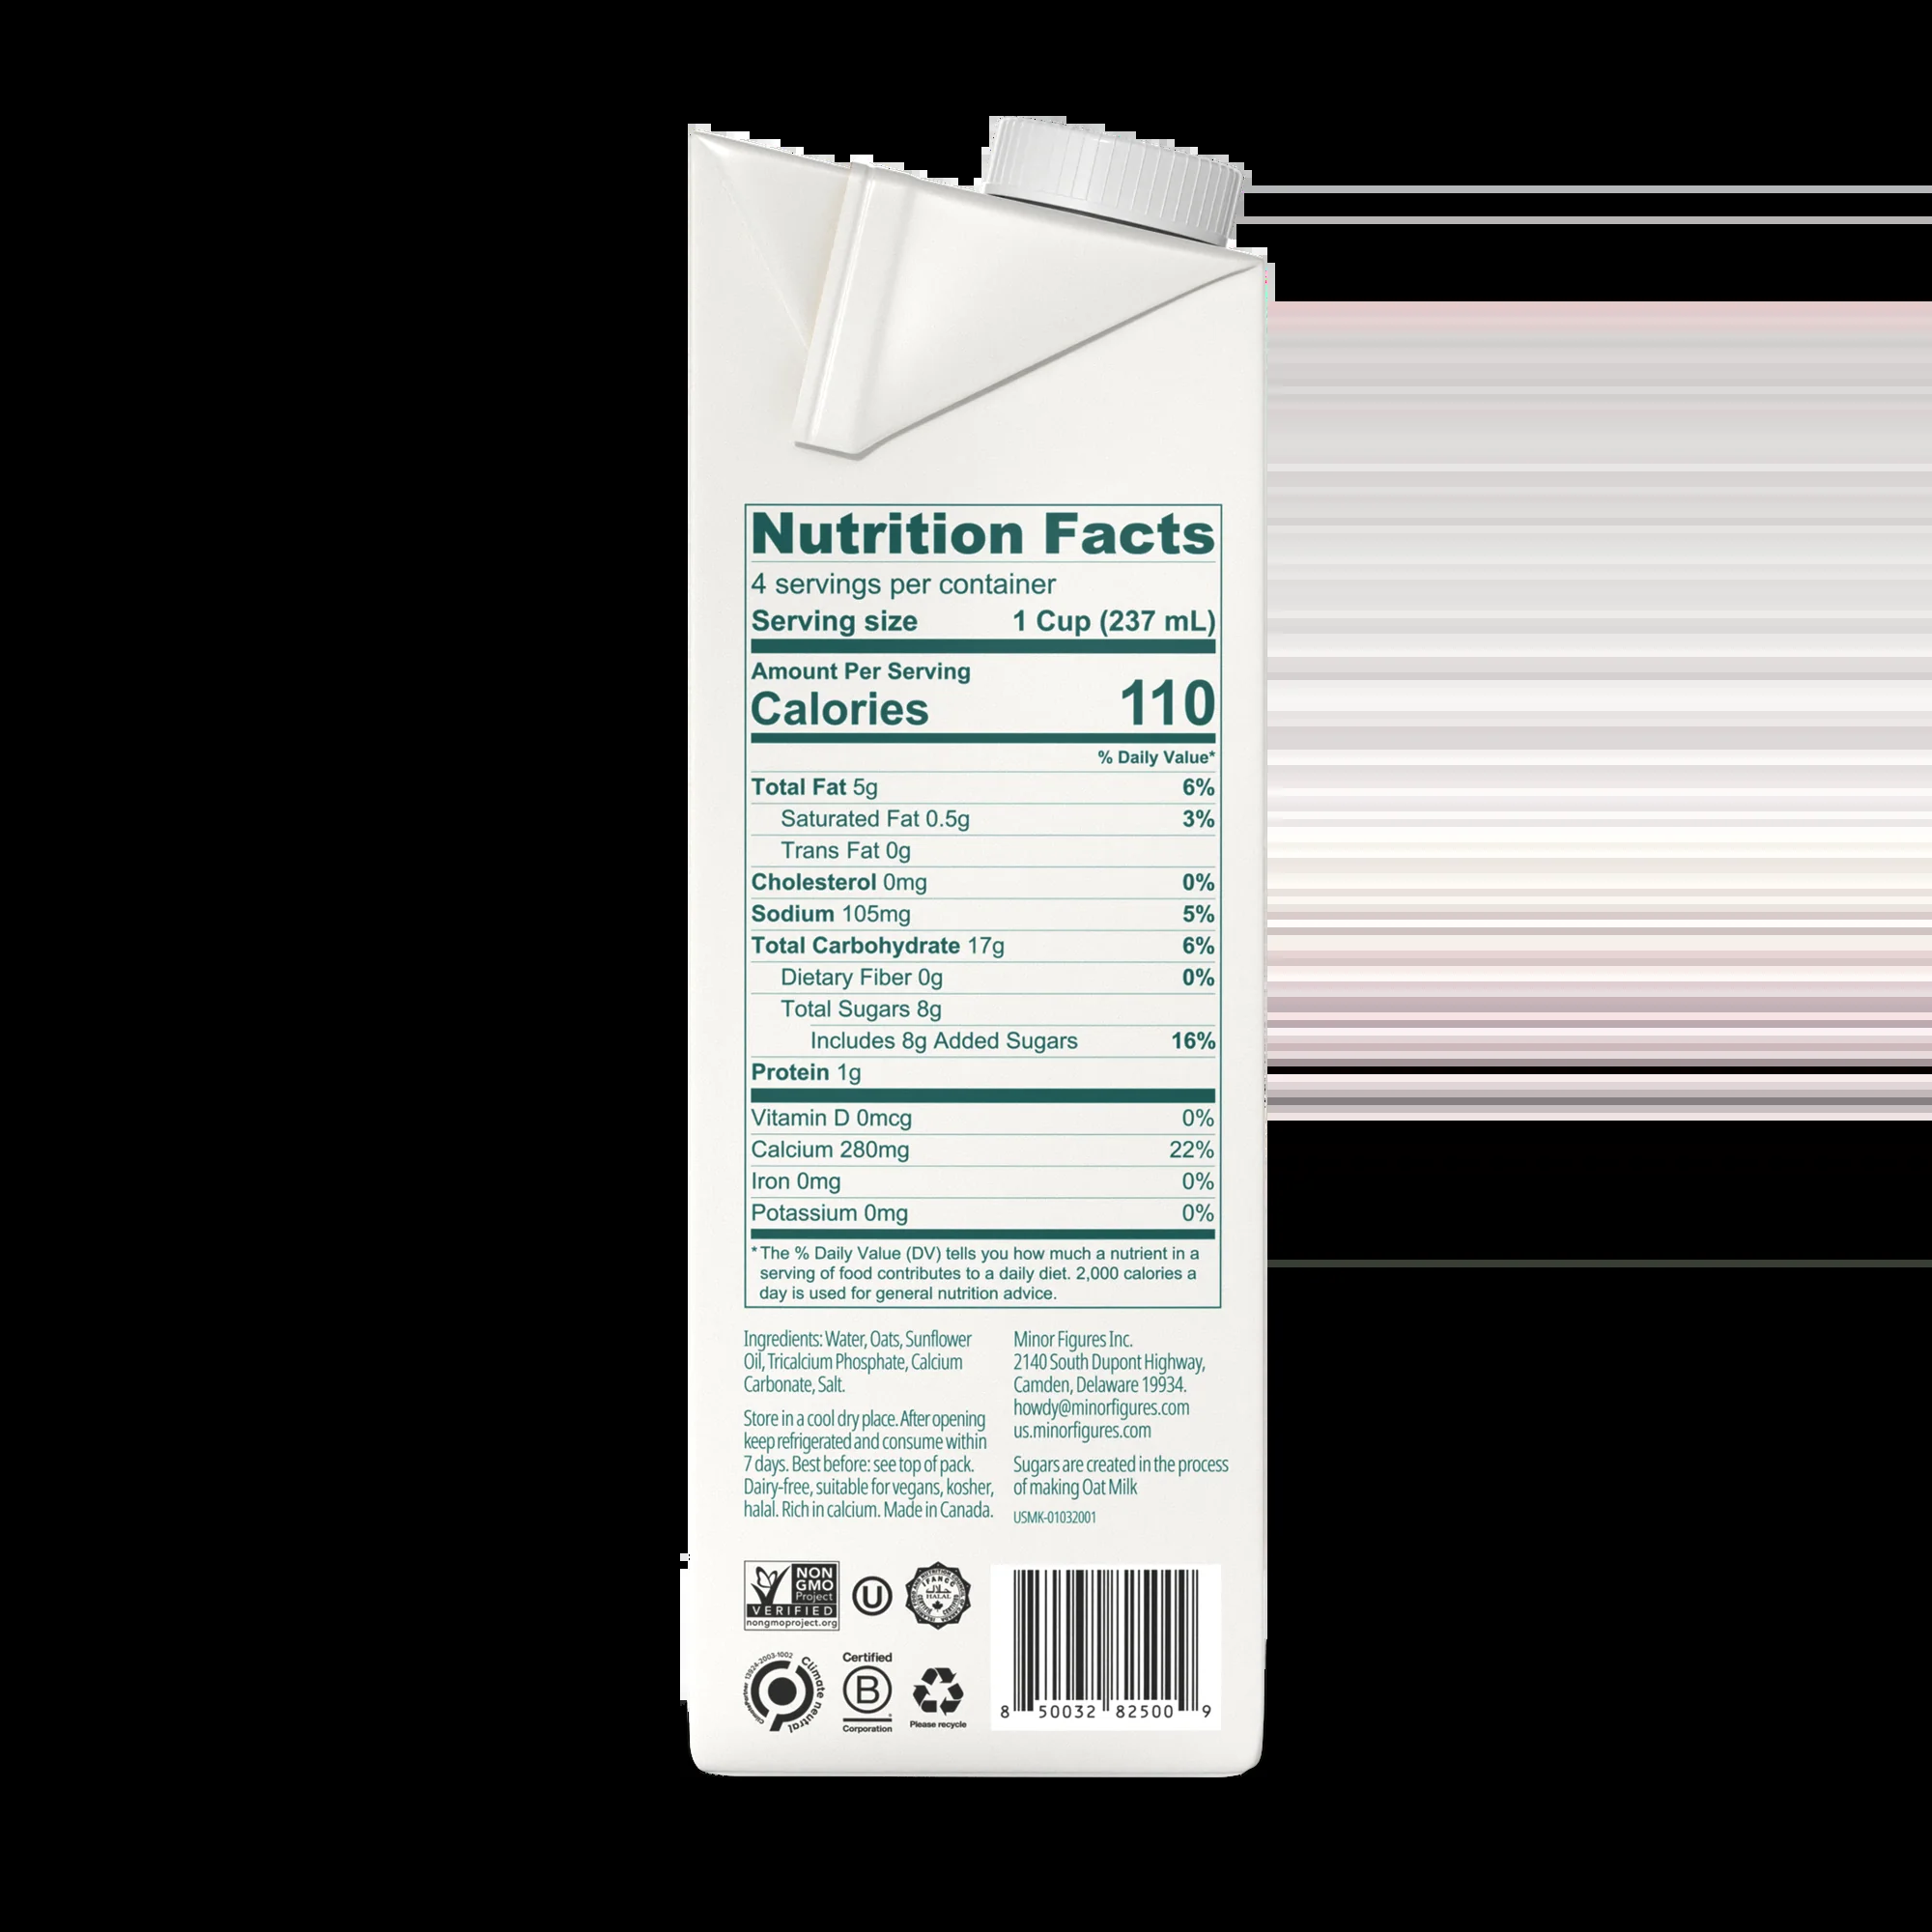 Nutrition Facts
4 servings per container
Serving size 1 Cup (237 mL)
Amount Per Serving
Calories 110
% Daily Value*
Total Fat 5g 6%
Saturated Fat 0.5g 3%
Trans Fat 0g
Cholesterol 0mg 0%
Sodium 105mg 5%
Total Carbohydrate 17g 6%
Dietary Fiber 0g 0%
Total Sugars 8g
Includes 8g Added Sugars 16%
Protein 1g
Vitamin D 0mcg 0%
Calcium 280mg 22%
Iron 0mg 0%
Potassium 0mg 0%
* The % Daily Value (DV) tells you how much a nutrient in a
serving of food contributes to a daily diet. 2,000 calories a
day is used for general nutrition advice.
Ingredients: Water, Oats, Sunflower
Oil, Tricalcium Phosphate, Calcium
Carbonate, Salt.
Store in a cool dry place. After opening
keep refrigerated and consume within
7 days. Best before: see top of pack.
Dairy-free, suitable for vegans, kosher,
halal. Rich in calcium. Made in Canada.
Minor Figures Inc.
2140 South Dupont Highway,
Camden, Delaware 19934.
howdy@minorfigures.com
us.minorfigures.com
Sugars are created in the process
of making Oat Milk
USMK-01032001
NON
GMO
Project
VERIFIED
nongmoproject.org
U
IFANCC
حلال
HALAL
ClimatePartner 13924-2003-1002
Climate neutral
Certified
B
Corporation
Please recycle
8 50032 82500 9